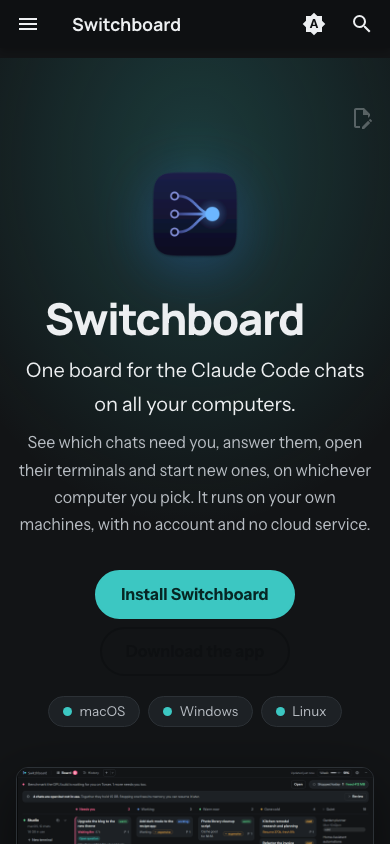 Switchboard
A
Switchboard
One board for the Claude Code chats
on all your computers.
See which chats need you, answer them, open
their terminals and start new ones, on whichever
computer you pick. It runs on your own
machines, with no account and no cloud service.
Install Switchboard
Download the app
macOS
Windows
Linux